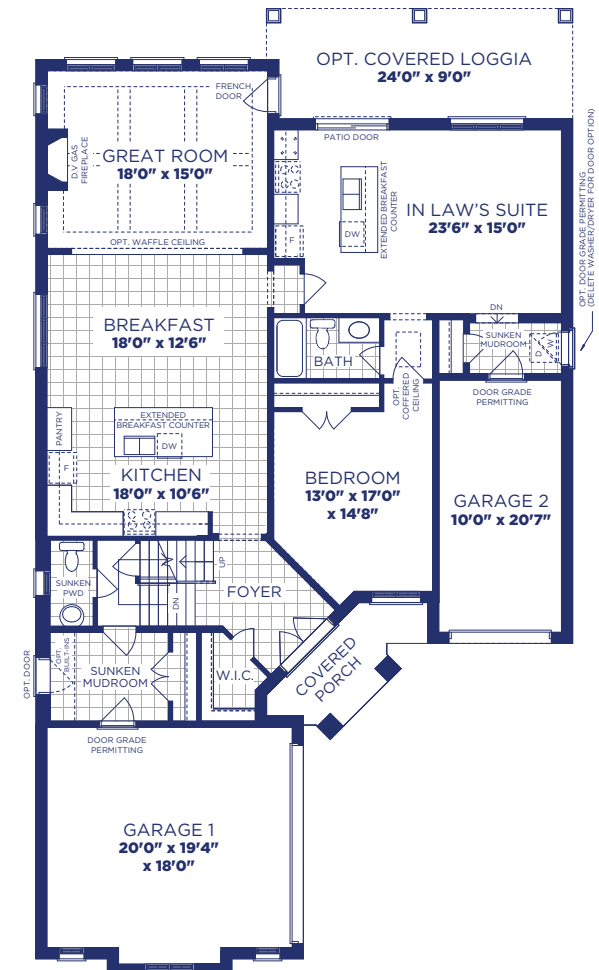 OPT. COVERED LOGGIA
24'0" x 9'0"
FRENCH
DOOR
PATIO DOOR
D.V GAS
FIREPLACE
GREAT ROOM
18'0" x 15'0"
OPT. WAFFLE CEILING
F
DW
EXTENDED BREAKFAST
COUNTER
IN LAW'S SUITE
23'6" x 15'0"
OPT. DOOR GRADE PERMITTING
(DELETE WASHER/DRYER FOR DOOR OPTION)
BREAKFAST
18'0" x 12'6"
BATH
OPT.
COFFERED
CEILING
DN
SUNKEN
MUDROOM
D
W
DOOR GRADE
PERMITTING
PANTRY
F
EXTENDED
BREAKFAST COUNTER
DW
KITCHEN
18'0" x 10'6"
BEDROOM
13'0" x 17'0"
x 14'8"
GARAGE 2
10'0" x 20'7"
SUNKEN
PWD
UP
DN
FOYER
OPT. DOOR
OPT.
BUILT-INS
SUNKEN
MUDROOM
W.I.C.
COVERED
PORCH
DOOR GRADE
PERMITTING
GARAGE 1
20'0" x 19'4"
x 18'0"